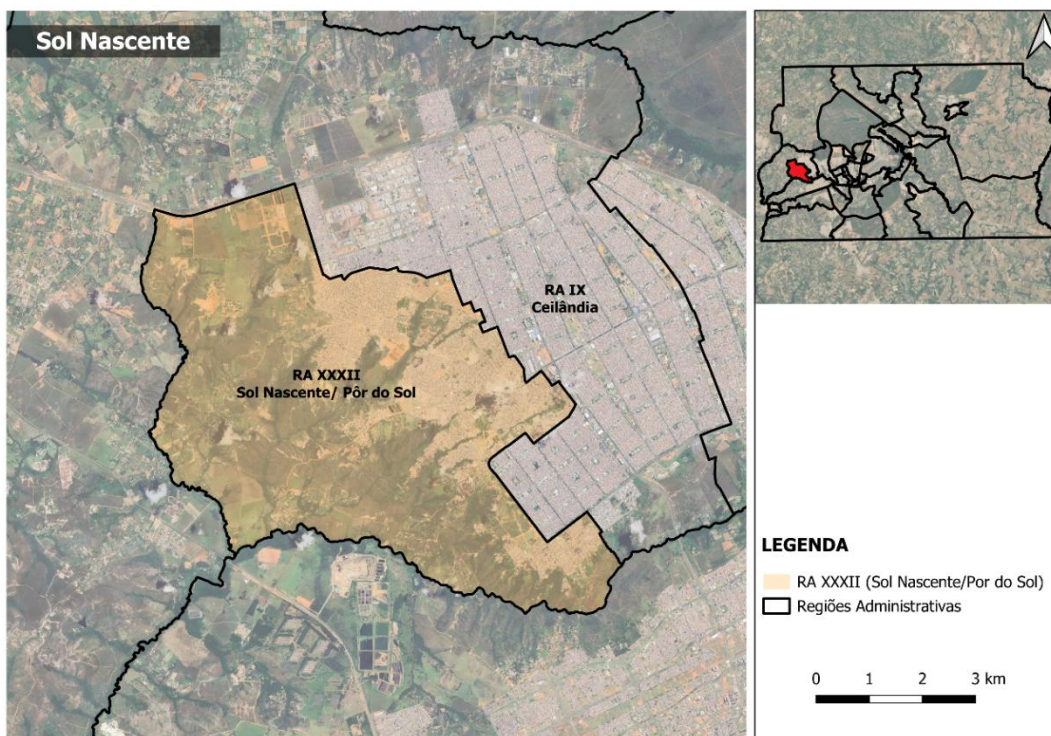 Sol Nascente
RA IX
Ceilândia
RA XXXII
Sol Nascente/ Pôr do Sol
LEGENDA
RA XXXII (Sol Nascente/Por do Sol)
Regiões Administrativas
0 1 2 3 km